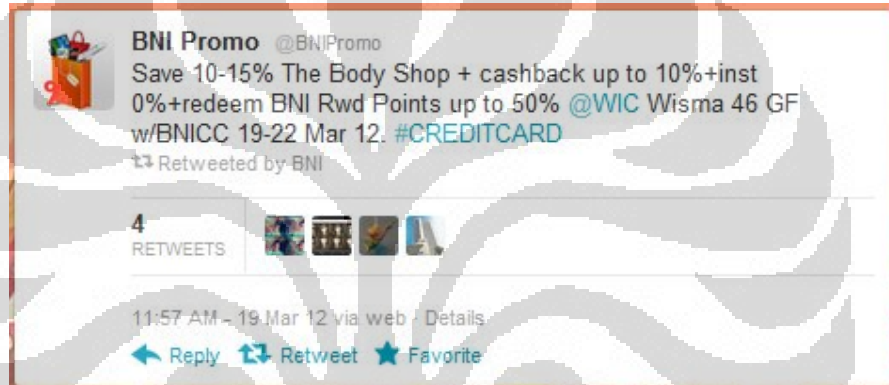 BNI Promo @BNIPromo
Save 10-15% The Body Shop + cashback up to 10%+inst
0%+redeem BNI Rwd Points up to 50% @WIC Wisma 46 GF
w/BNICC 19-22 Mar 12. #CREDITCARD
Retweeted by BNI
4
RETWEETS
11:57 AM - 19 Mar 12 via web · Details
Reply Retweet Favorite